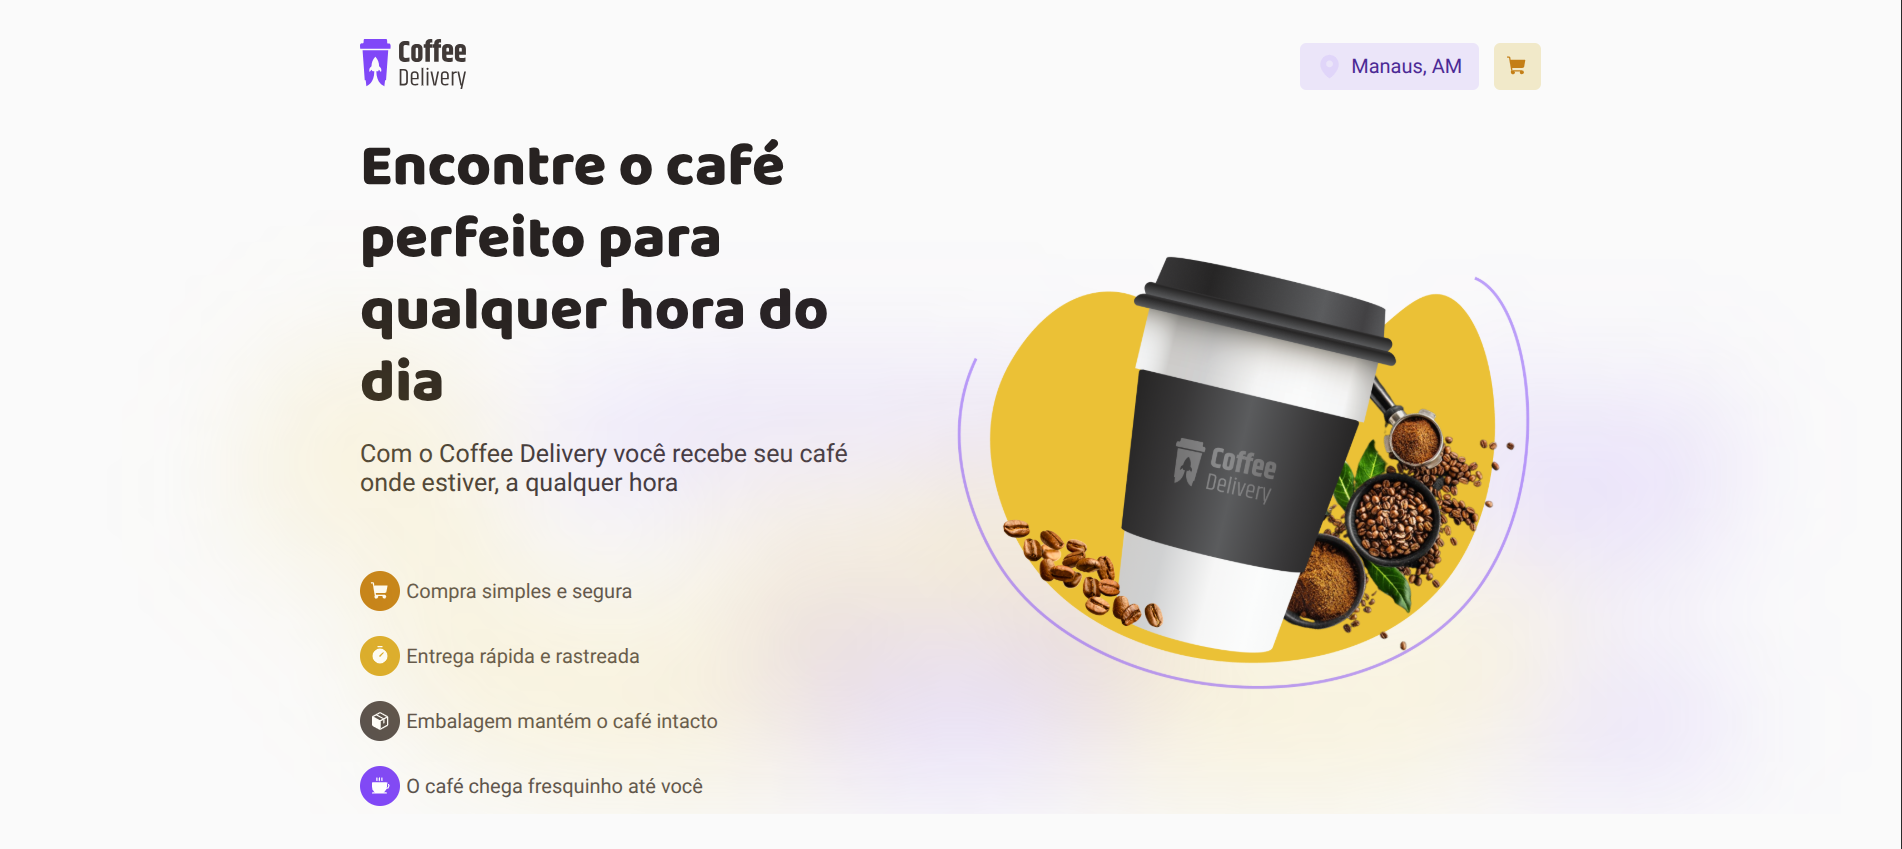 Coffee
Delivery
Manaus, AM
Encontre o café
perfeito para
qualquer hora do
dia
Com o Coffee Delivery você recebe seu café
onde estiver, a qualquer hora
Coffee
Delivery
Compra simples e segura
Entrega rápida e rastreada
Embalagem mantém o café intacto
O café chega fresquinho até você